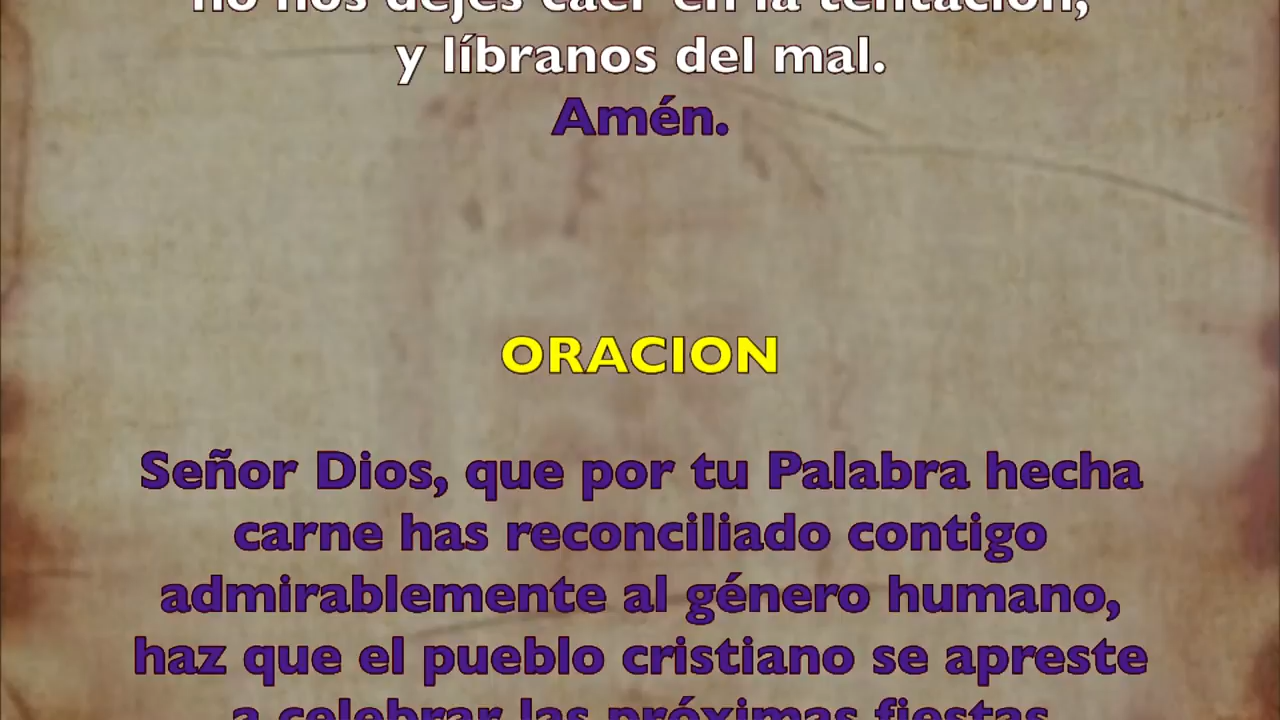 no nos dejes caer en la tentación,
y líbranos del mal.
Amén.
ORACION
Señor Dios, que por tu Palabra hecha
carne has reconciliado contigo
admirablemente al género humano,
haz que el pueblo cristiano se apreste
a celebrar las próximas fiestas